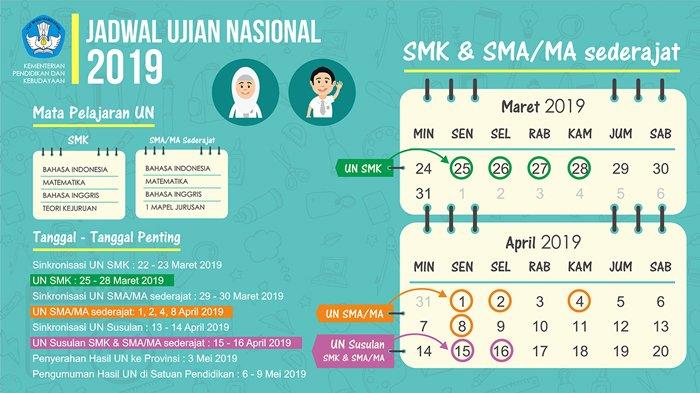 KEMENTERIAN
PENDIDIKAN DAN
KEBUDAYAAN
JADWAL UJIAN NASIONAL
2019
Mata Pelajaran UN
SMK
BAHASA INDONESIA
MATEMATIKA
BAHASA INGGRIS
TEORI KEJURUAN
SMA/MA Sederajat
BAHASA INDONESIA
MATEMATIKA
BAHASA INGGRIS
1 MAPEL JURUSAN
Tanggal - Tanggal Penting
Sinkronisasi UN SMK : 22 - 23 Maret 2019
UN SMK : 25 - 28 Maret 2019
Sinkronisasi UN SMA/MA sederajat : 29 - 30 Maret 2019
UN SMA/MA sederajat: 1, 2, 4, 8 April 2019
Sinkronisasi UN Susulan : 13 - 14 April 2019
UN Susulan SMK & SMA/MA sederajat : 15 - 16 April 2019
Penyerahan Hasil UN ke Provinsi : 3 Mei 2019
Pengumuman Hasil UN di Satuan Pendidikan : 6 - 9 Mei 2019
SMK & SMA/MA sederajat
Maret 2019
MIN SEN SEL RAB KAM JUM SAB
UN SMK
24 25 26 27 28 29 30
31 1 2 3 4 5 6
April 2019
MIN SEN SEL RAB KAM JUM SAB
UN SMA/MA
31 1 2 3 4 5 6
7 8 9 10 11 12 13
UN Susulan
SMK & SMA/MA
14 15 16 17 18 19 20